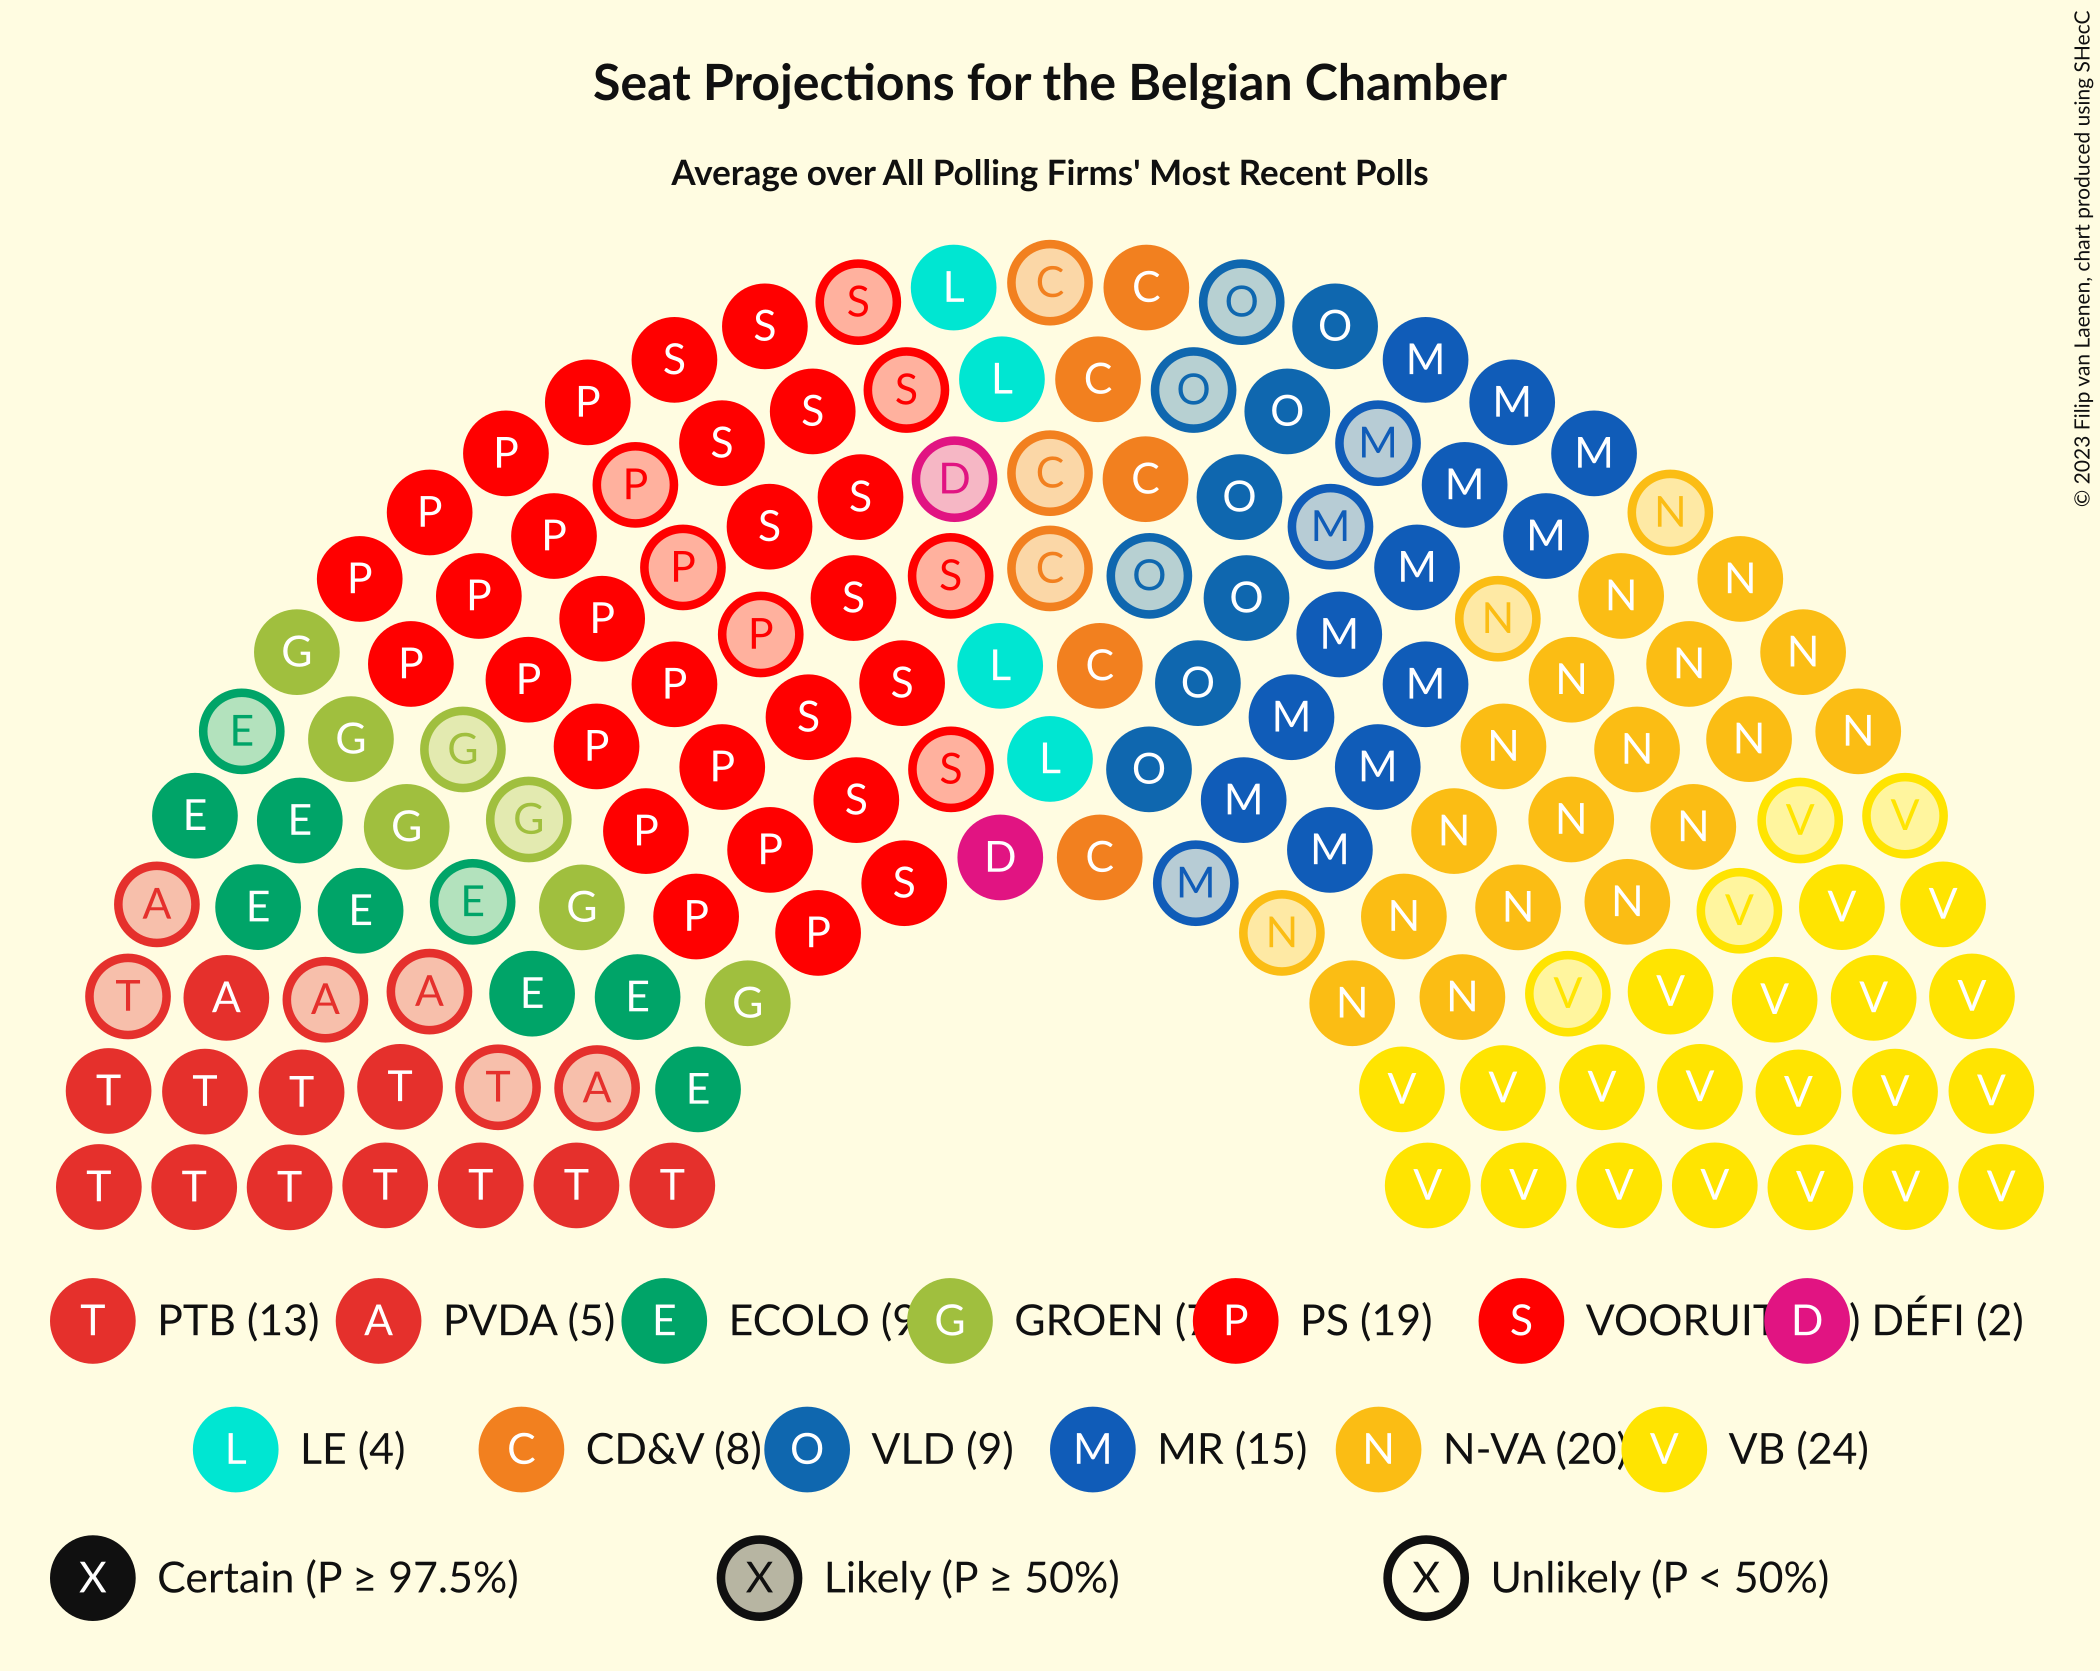 Seat Projections for the Belgian Chamber
Average over All Polling Firms' Most Recent Polls
© 2023 Filip van Laenen, chart produced using SHecC
S L C C O
S O
S M
S L C O
P S O M
P S M M
P S D C C O M
P P S M M N
P P S C O M N
P P S O N N
G P M N
P P P S L C O M N N
E S M N
G G P N N N
P S L O M
E E G G P S M N N N V V
P D C M
S M
A E E E G P P N N N N V V V
T A A A E E G N N V V V V V
T T T T T A E V V V V V V V
T T T T T T T V V V V V V V
T PTB (13) A PVDA (5) E ECOLO (9 G GROEN ( P PS (19) S VOORUIT D ) DÉFI (2)
L LE (4) C CD&V (8) O VLD (9) M MR (15) N N-VA (20) V VB (24)
X Certain (P ≥ 97.5%) X Likely (P ≥ 50%) X Unlikely (P < 50%)